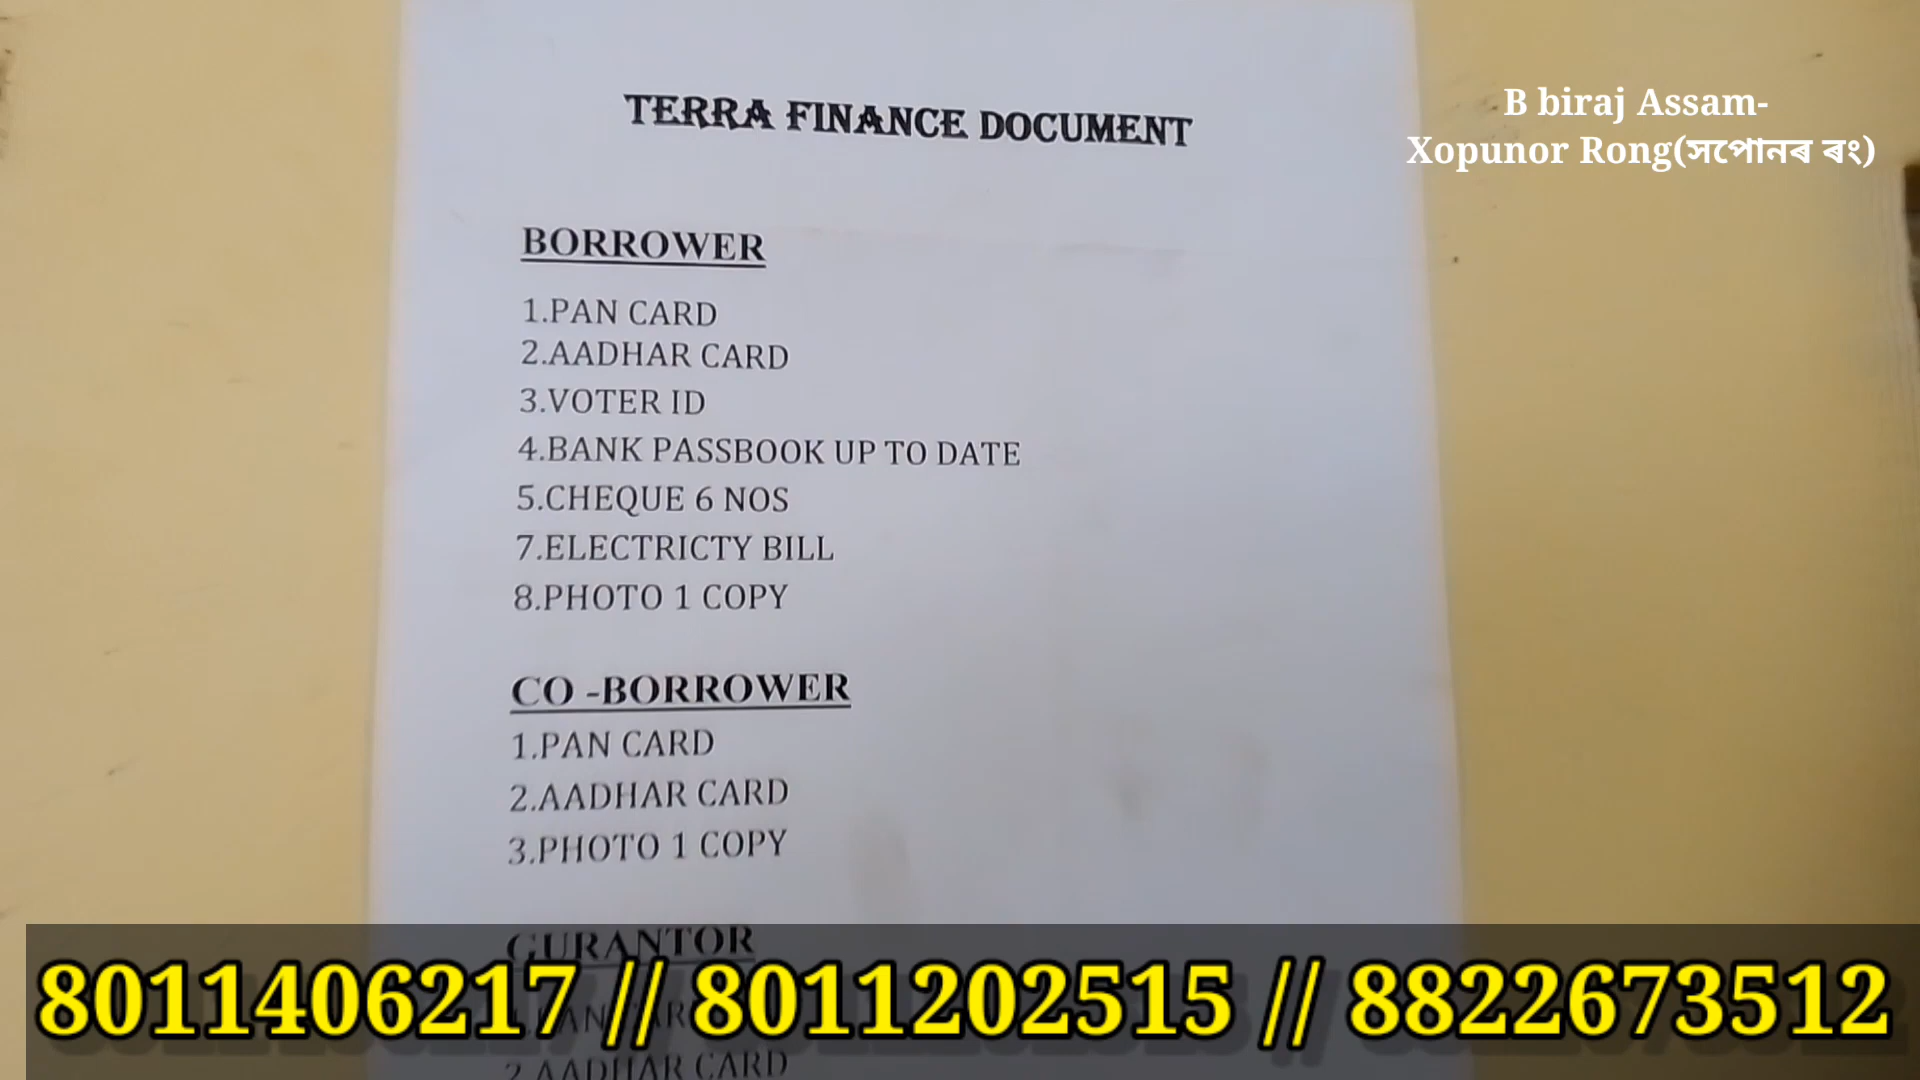 TERRA FINANCE DOCUMENT
B biraj Assam-
Xopunor Rong(সপোনৰ ৰং)
BORROWER
1.PAN CARD
2.AADHAR CARD
3.VOTER ID
4.BANK PASSBOOK UP TO DATE
5.CHEQUE 6 NOS
7.ELECTRICTY BILL
8.PHOTO 1 COPY
CO -BORROWER
1.PAN CARD
2.AADHAR CARD
3.PHOTO 1 COPY
GURANTOR
8011406217 // 8011202515 // 8822673512
2.AADHAR CARD